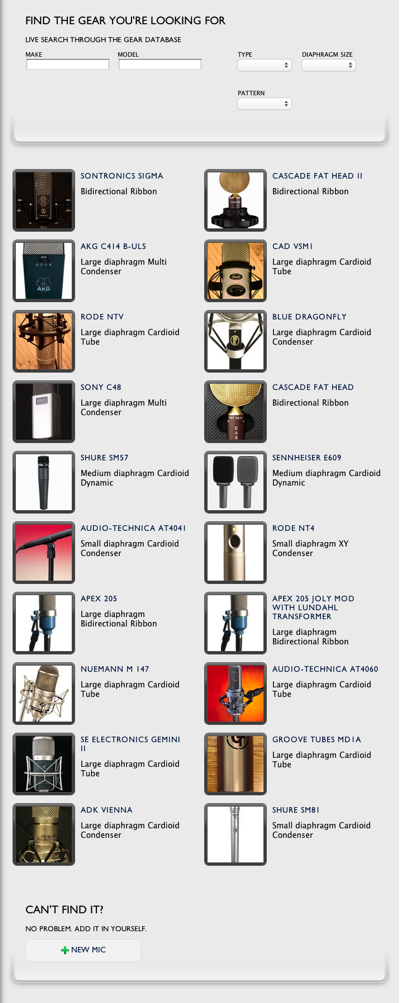 FIND THE GEAR YOU'RE LOOKING FOR
LIVE SEARCH THROUGH THE GEAR DATABASE
MAKE
MODEL
TYPE
DIAPHRAGM SIZE
PATTERN
SONTRONICS SIGMA
Bidirectional Ribbon
CASCADE FAT HEAD II
Bidirectional Ribbon
AKG C414 B-ULS
Large diaphragm Multi
Condenser
CAD VSM1
Large diaphragm Cardioid
Tube
RODE NTV
Large diaphragm Cardioid
Tube
BLUE DRAGONFLY
Large diaphragm Cardioid
Condenser
SONY C48
Large diaphragm Multi
Condenser
CASCADE FAT HEAD
Bidirectional Ribbon
SHURE SM57
Medium diaphragm Cardioid
Dynamic
SENNHEISER E609
Medium diaphragm Cardioid
Dynamic
AUDIO-TECHNICA AT4041
Small diaphragm Cardioid
Condenser
RODE NT4
Small diaphragm XY
Condenser
APEX 205
Large diaphragm
Bidirectional Ribbon
APEX 205 JOLY MOD
WITH LUNDAHL
TRANSFORMER
Large diaphragm
Bidirectional Ribbon
NUEMANN M 147
Large diaphragm Cardioid
Tube
AUDIO-TECHNICA AT4060
Large diaphragm Cardioid
Tube
SE ELECTRONICS GEMINI
II
Large diaphragm Cardioid
Tube
GROOVE TUBES MD1A
Large diaphragm Cardioid
Tube
ADK VIENNA
Large diaphragm Cardioid
Condenser
SHURE SM81
Small diaphragm Cardioid
Condenser
CAN'T FIND IT?
NO PROBLEM. ADD IT IN YOURSELF.
NEW MIC